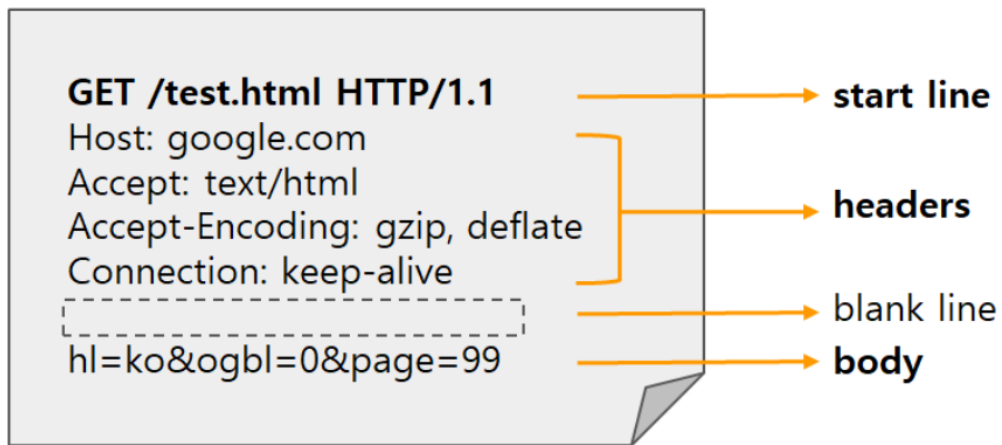 GET /test.html HTTP/1.1
start line
Host: google.com
Accept: text/html
headers
Accept-Encoding: gzip, deflate
Connection: keep-alive
blank line
hl=ko&ogbl=0&page=99
body